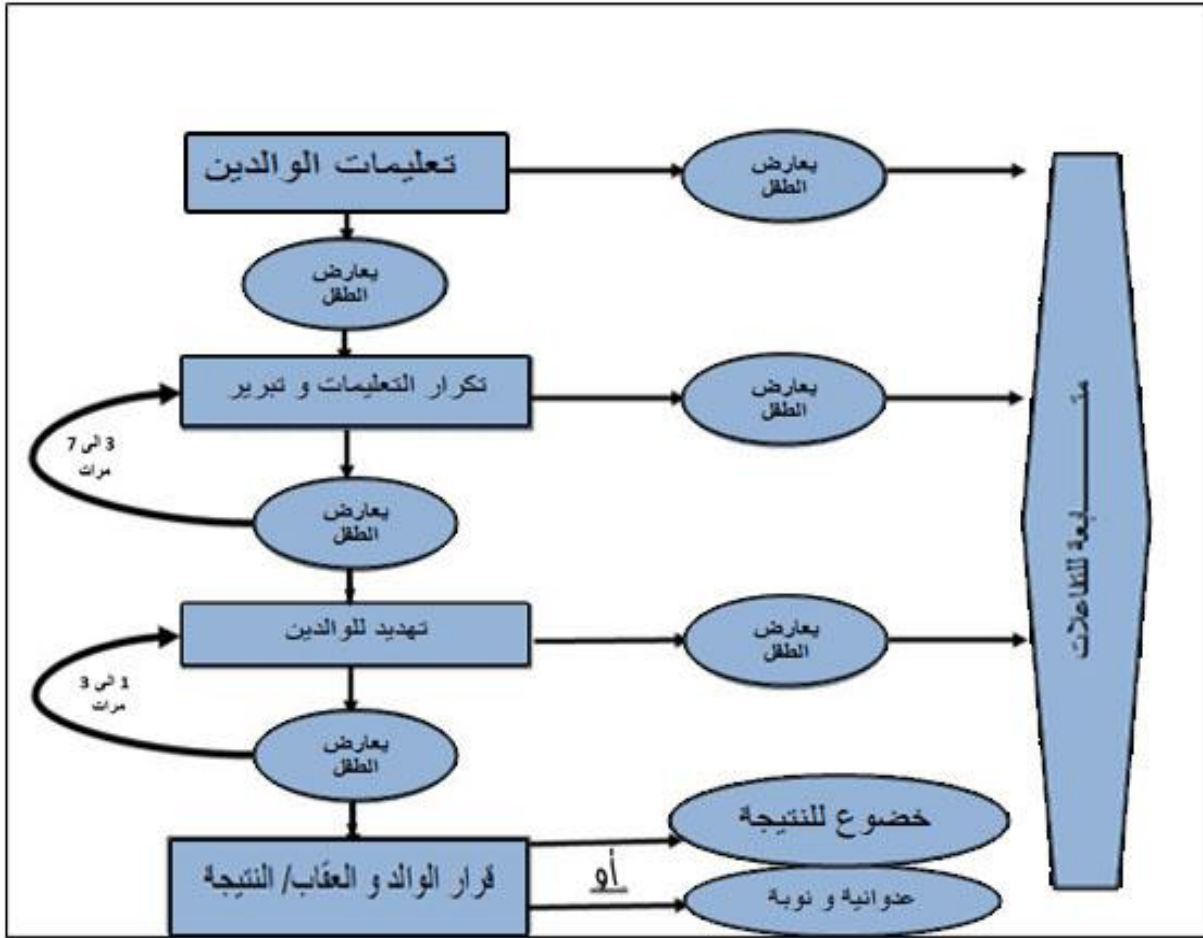 تعليمات الوالدين
يعارض
الطفل
يعارض
الطفل
تكرار التعليمات و تبرير
يعارض
الطفل
3 الى 7
مرات
يعارض
الطفل
تهديد للوالدين
يعارض
الطفل
1 الى 3
مرات
يعارض
الطفل
قرار الوالد و العقاب/ النتيجة
أو
خضوع للنتيجة
عدوانية و نوبة
متـــــــــابعة للتفاعلات